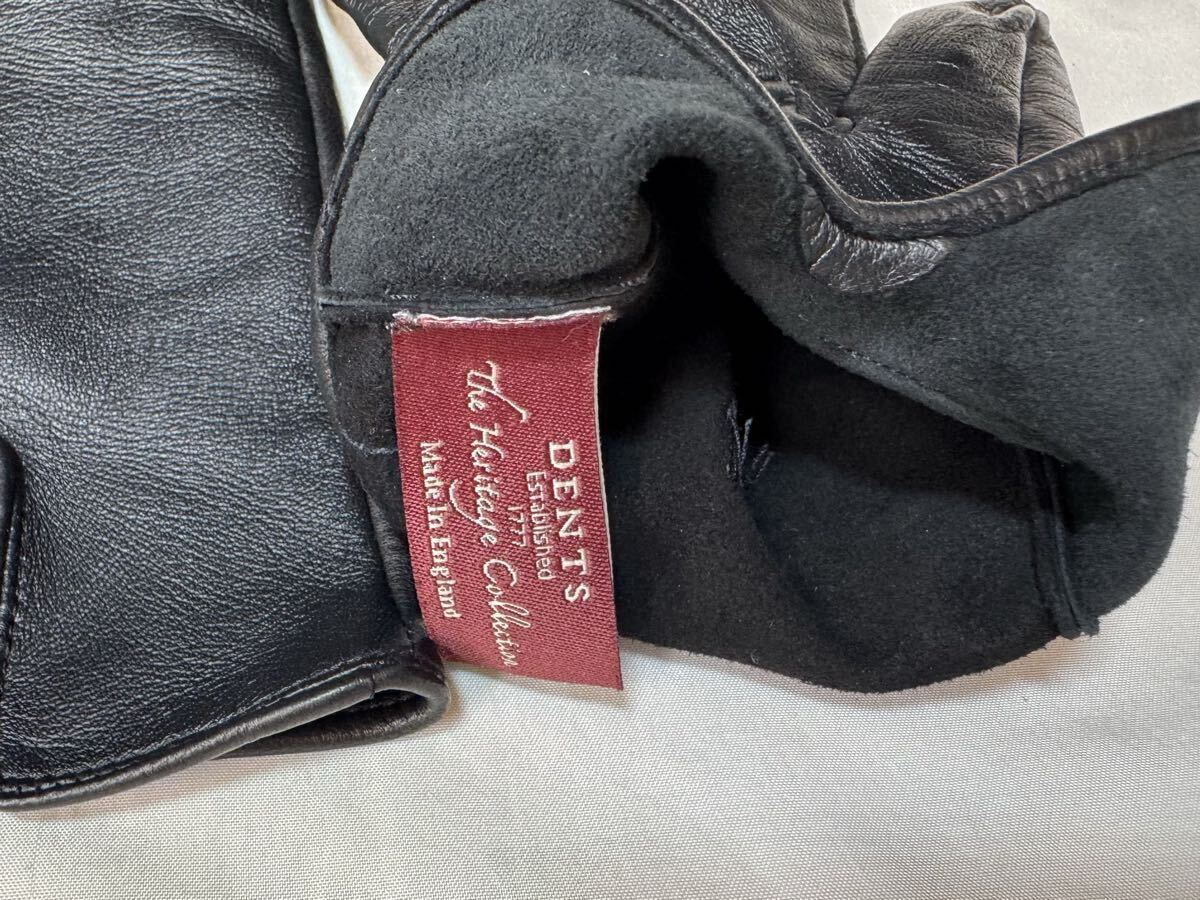 DENTS
Established
1777
The Heritage Collection
Made In England